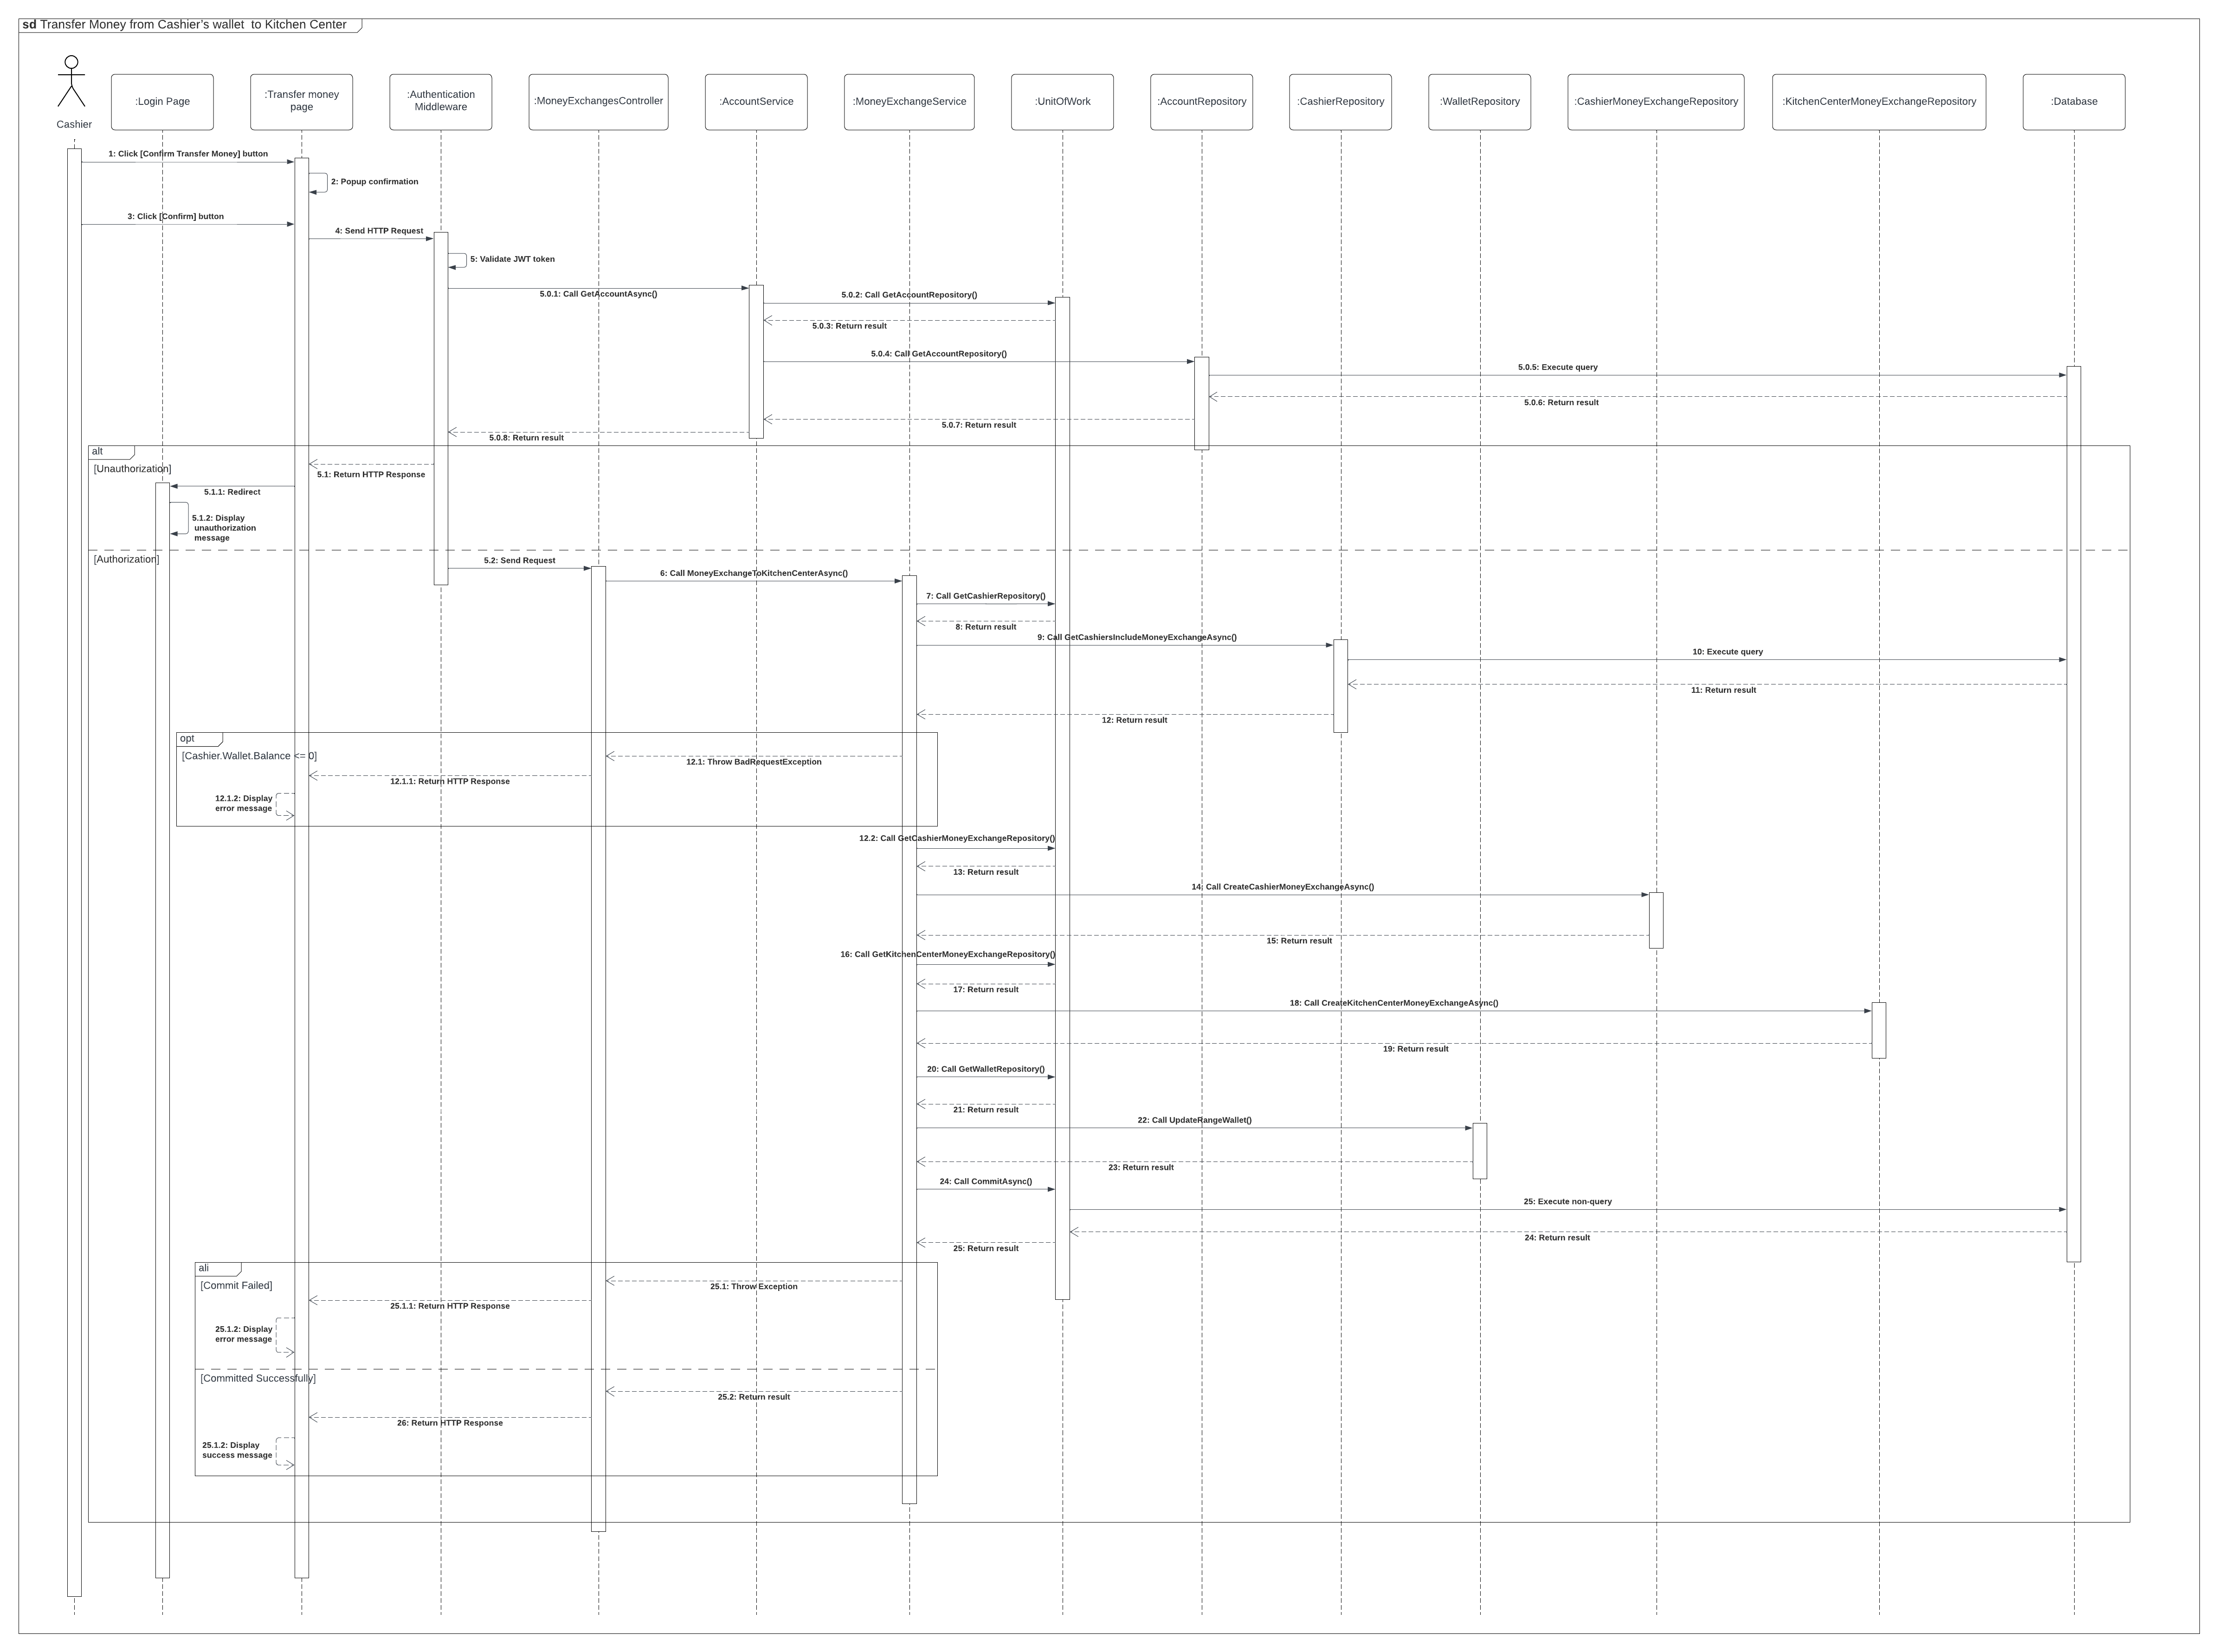 sd Transfer Money from Cashier's wallet  to Kitchen Center
Cashier
:Login Page
:Transfer money
page
:Authentication
Middleware
:MoneyExchangesController
:AccountService
:MoneyExchangeService
:UnitOfWork
:AccountRepository
:CashierRepository
:WalletRepository
:CashierMoneyExchangeRepository
:KitchenCenterMoneyExchangeRepository
:Database
1: Click [Confirm Transfer Money] button
2: Popup confirmation
3: Click [Confirm] button
4: Send HTTP Request
5: Validate JWT token
5.0.1: Call GetAccountAsync()
5.0.2: Call GetAccountRepository()
5.0.3: Return result
5.0.4: Call GetAccountRepository()
5.0.5: Execute query
5.0.6: Return result
5.0.7: Return result
5.0.8: Return result
alt
[Unauthorization]
5.1: Return HTTP Response
5.1.1: Redirect
5.1.2: Display
unauthorization
message
[Authorization]
5.2: Send Request
6: Call MoneyExchangeToKitchenCenterAsync()
7: Call GetCashierRepository()
8: Return result
9: Call GetCashiersIncludeMoneyExchangeAsync()
10: Execute query
11: Return result
12: Return result
opt
[Cashier.Wallet.Balance <= 0]
12.1: Throw BadRequestException
12.1.1: Return HTTP Response
12.1.2: Display
error message
12.2: Call GetCashierMoneyExchangeRepository()
13: Return result
14: Call CreateCashierMoneyExchangeAsync()
15: Return result
16: Call GetKitchenCenterMoneyExchangeRepository()
17: Return result
18: Call CreateKitchenCenterMoneyExchangeAsync()
19: Return result
20: Call GetWalletRepository()
21: Return result
22: Call UpdateRangeWallet()
23: Return result
24: Call CommitAsync()
25: Execute non-query
24: Return result
25: Return result
ali
[Commit Failed]
25.1: Throw Exception
25.1.1: Return HTTP Response
25.1.2: Display
error message
[Committed Successfully]
25.2: Return result
26: Return HTTP Response
25.1.2: Display
success message